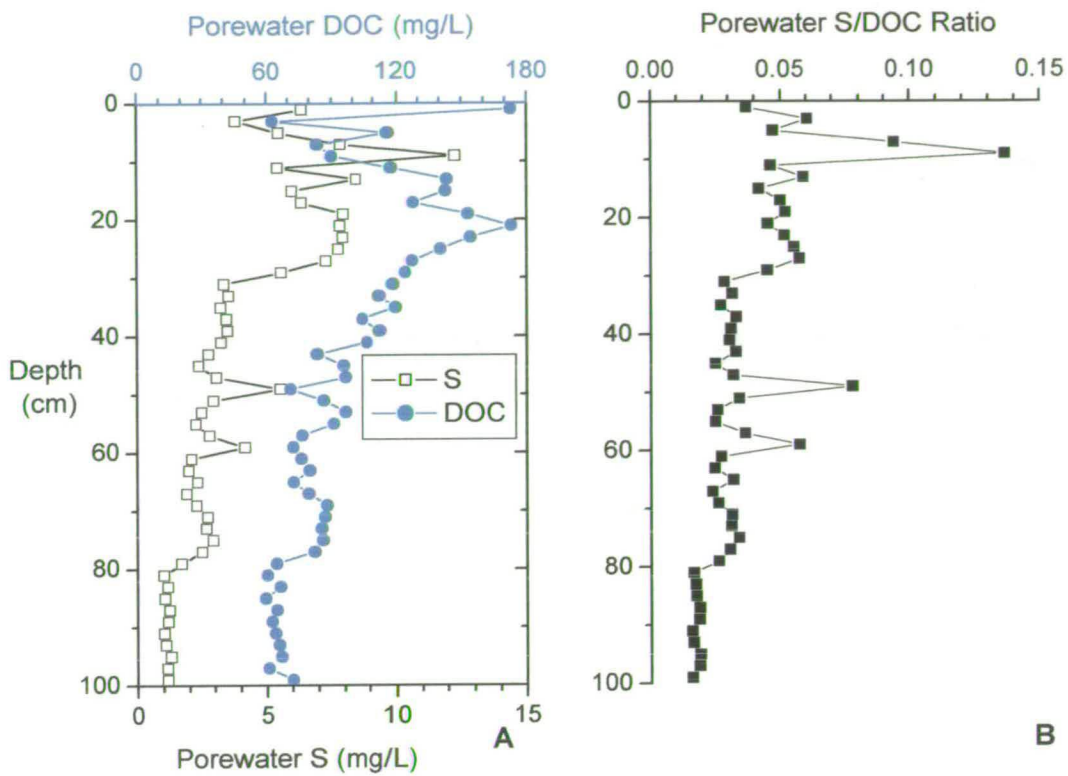 Porewater DOC (mg/L)
0 60 120 180
0
20
40
60
80
100
Depth
(cm)
S
DOC
0 5 10 15
Porewater S (mg/L)
A
Porewater S/DOC Ratio
0.00 0.05 0.10 0.15
0
20
40
60
80
100
B